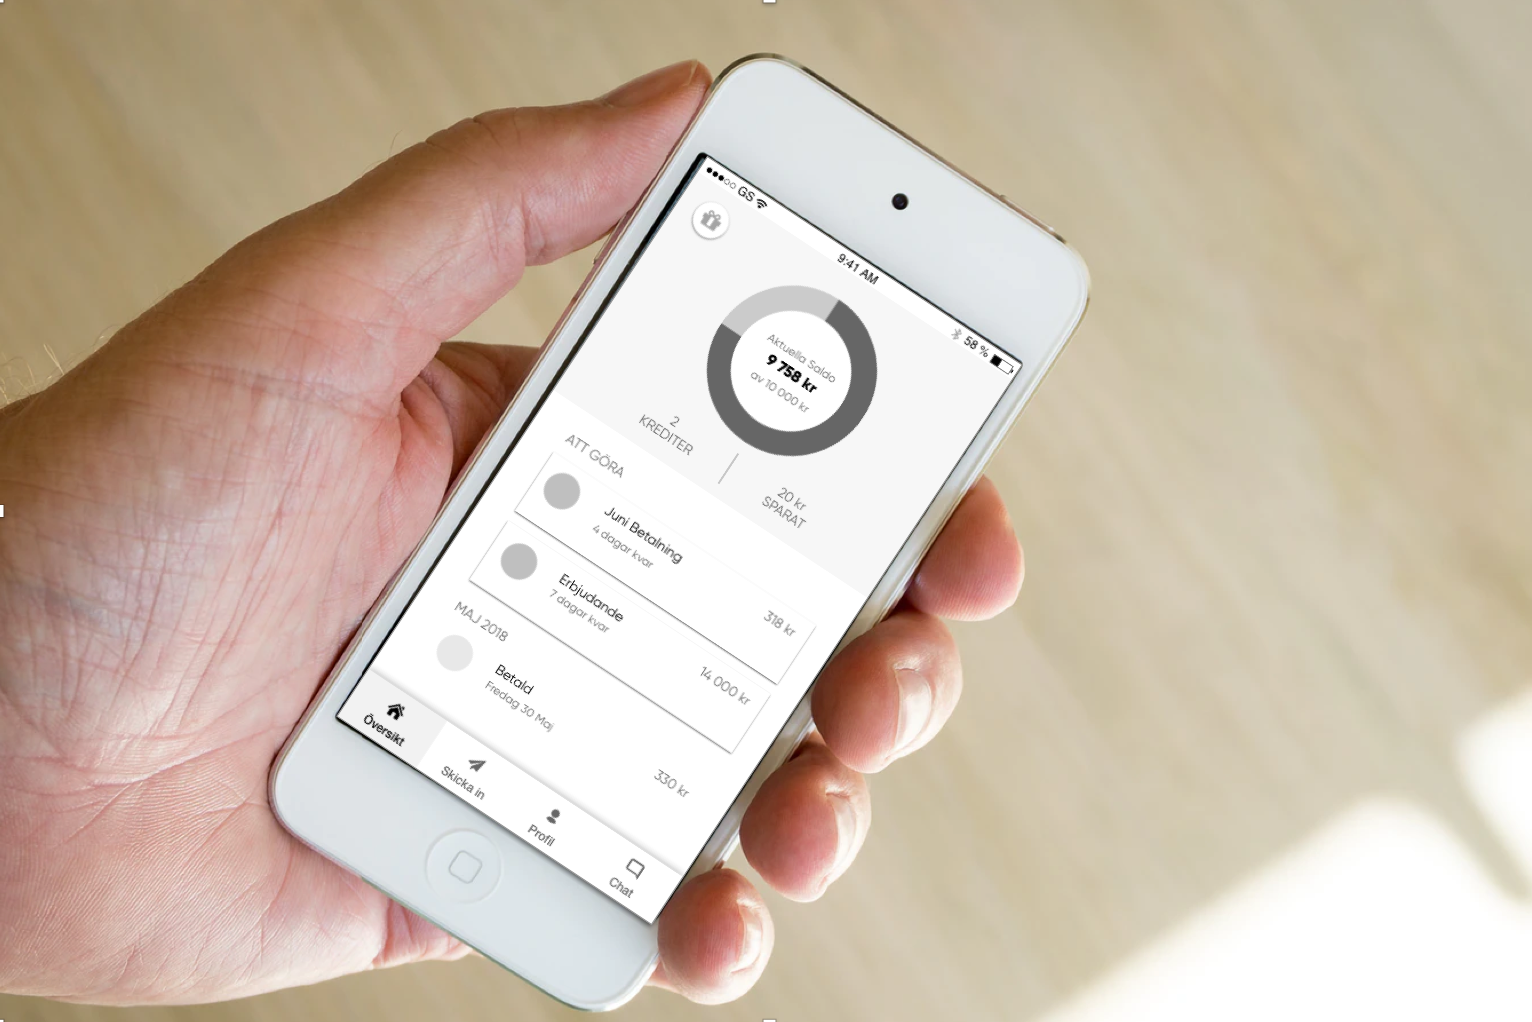 GS
9:41 AM
58 %
Aktuella Saldo
9 758 kr
av 10 000 kr
2
KREDITER
20 kr
SPARAT
ATT GÖRA
Juni Betalning
4 dagar kvar
318 kr
Erbjudande
7 dagar kvar
14 000 kr
MAJ 2018
Betald
Fredag 30 Maj
330 kr
Översikt
Skicka in
Profil
Chat